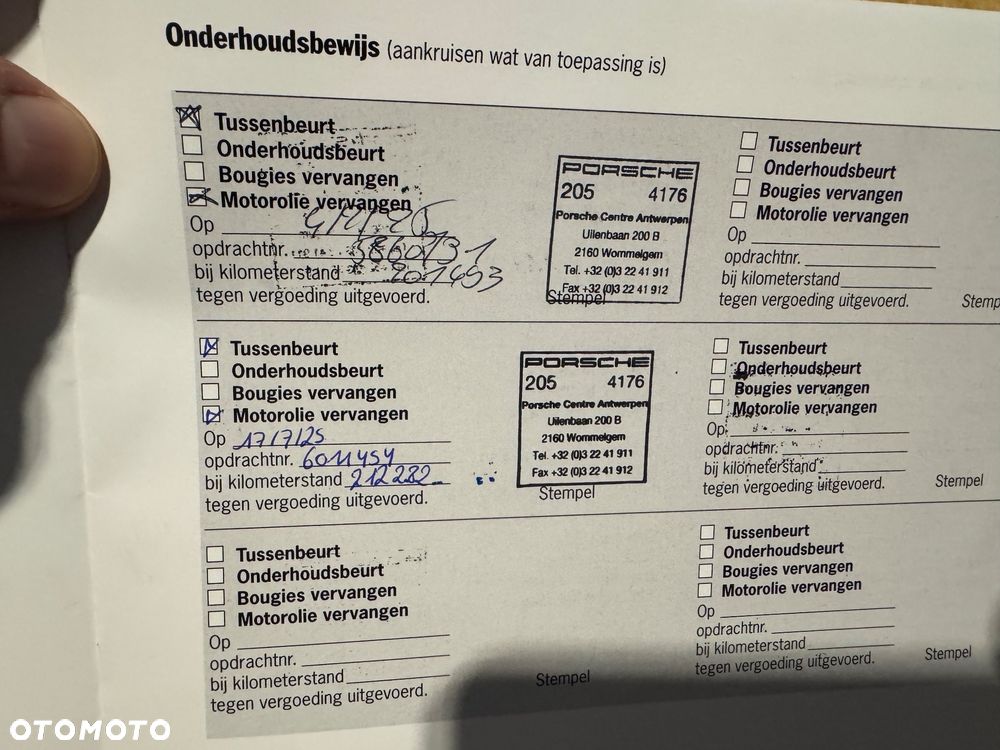 Onderhoudsbewijs (aankruisen wat van toepassing is)
Tussenbeurt
Onderhoudsbeurt
Bougies vervangen
Motorolie vervangen
Op
opdrachtnr.
bij kilometerstand 201493
tegen vergoeding uitgevoerd.
PORSCHE
205 4176
Porsche Centre Antwerpen
Uilenbaan 200 B
2160 Wommelgem
Tel. +32 (0)3 22 41 911
Fax +32 (0)3 22 41 912
Stempel
Tussenbeurt
Onderhoudsbeurt
Bougies vervangen
Motorolie vervangen
Op
opdrachtnr.
bij kilometerstand
tegen vergoeding uitgevoerd.
Stemp
Tussenbeurt
Onderhoudsbeurt
Bougies vervangen
Motorolie vervangen
Op 17/7/25
opdrachtnr. 6011454
bij kilometerstand 212282
tegen vergoeding uitgevoerd.
PORSCHE
205 4176
Porsche Centre Antwerpen
Uilenbaan 200 B
2160 Wommelgem
Tel. +32 (0)3 22 41 911
Fax +32 (0)3 22 41 912
Stempel
Tussenbeurt
Onderhoudsbeurt
Bougies vervangen
Motorolie vervangen
Op
opdrachtnr.
bij kilometerstand
tegen vergoeding uitgevoerd.
Stempel
Tussenbeurt
Onderhoudsbeurt
Bougies vervangen
Motorolie vervangen
Op
opdrachtnr.
bij kilometerstand
tegen vergoeding uitgevoerd.
Stempel
Tussenbeurt
Onderhoudsbeurt
Bougies vervangen
Motorolie vervangen
Op
opdrachtnr.
bij kilometerstand
tegen vergoeding uitgevoerd.
Stempel
OTOMOTO